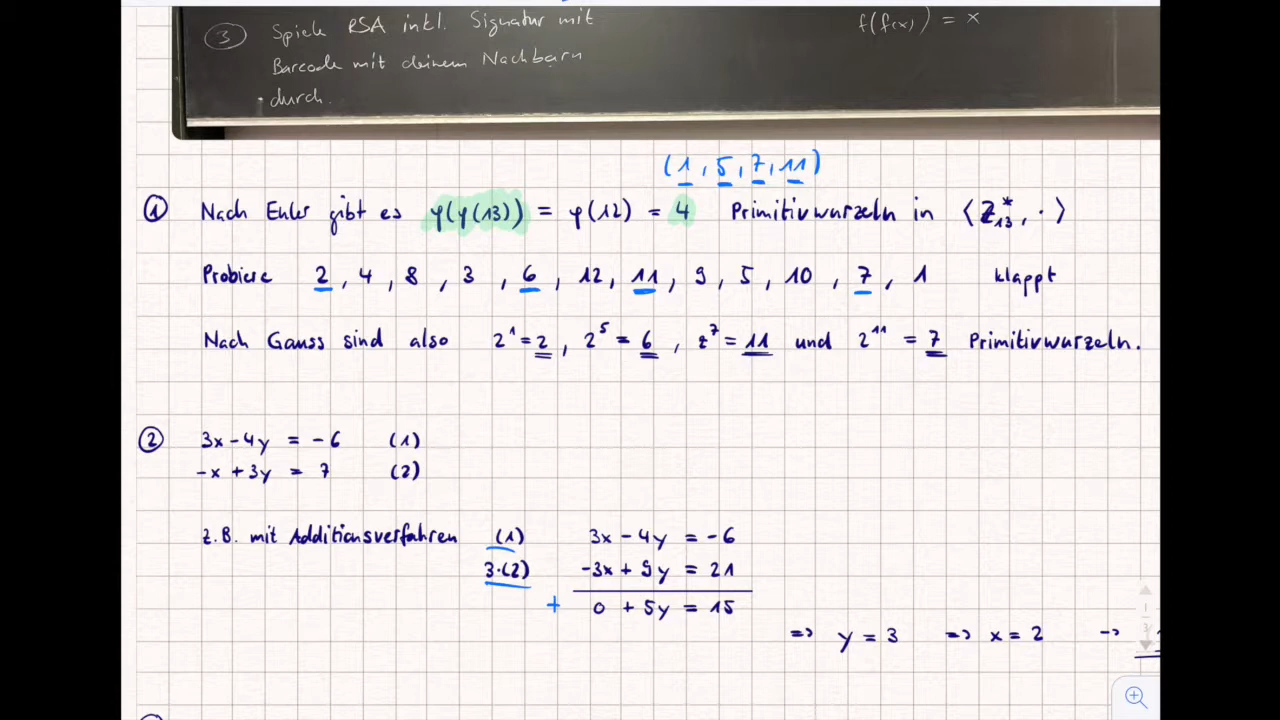 3 Spiele RSA inkl. Signatur mit
Barcode mit deinem Nachbarn
durch.
f(f(x)) = x
(1, 5, 7, 11)
1 Nach Euler gibt es φ(φ(13)) = φ(12) = 4 Primitivwurzeln in ⟨Z*₁₃, ·⟩
Probiere 2, 4, 8, 3, 6, 12, 11, 9, 5, 10, 7, 1 klappt
Nach Gauss sind also 2¹ = 2, 2⁵ = 6, 2⁷ = 11 und 2¹¹ = 7 Primitivwurzeln.
2 3x - 4y = -6 (1)
-x + 3y = 7 (2)
z.B. mit Additionsverfahren (1) 3x - 4y = -6
3·(2) -3x + 9y = 21
+ 0 + 5y = 15
=> y = 3 => x = 2 ->